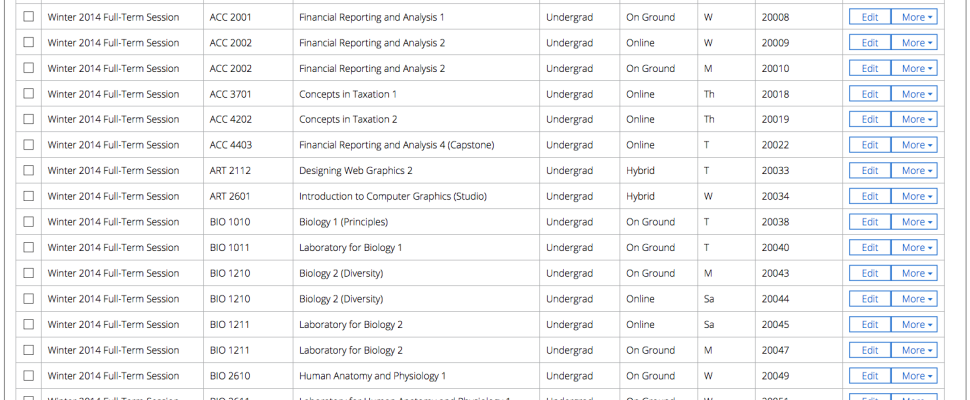 Winter 2014 Full-Term Session ACC 2001 Financial Reporting and Analysis 1 Undergrad On Ground W 20008 Edit More
Winter 2014 Full-Term Session ACC 2002 Financial Reporting and Analysis 2 Undergrad Online W 20009 Edit More
Winter 2014 Full-Term Session ACC 2002 Financial Reporting and Analysis 2 Undergrad On Ground M 20010 Edit More
Winter 2014 Full-Term Session ACC 3701 Concepts in Taxation 1 Undergrad Online Th 20018 Edit More
Winter 2014 Full-Term Session ACC 4202 Concepts in Taxation 2 Undergrad Online Th 20019 Edit More
Winter 2014 Full-Term Session ACC 4403 Financial Reporting and Analysis 4 (Capstone) Undergrad Online T 20022 Edit More
Winter 2014 Full-Term Session ART 2112 Designing Web Graphics 2 Undergrad Hybrid T 20033 Edit More
Winter 2014 Full-Term Session ART 2601 Introduction to Computer Graphics (Studio) Undergrad Hybrid W 20034 Edit More
Winter 2014 Full-Term Session BIO 1010 Biology 1 (Principles) Undergrad On Ground T 20038 Edit More
Winter 2014 Full-Term Session BIO 1011 Laboratory for Biology 1 Undergrad On Ground T 20040 Edit More
Winter 2014 Full-Term Session BIO 1210 Biology 2 (Diversity) Undergrad On Ground M 20043 Edit More
Winter 2014 Full-Term Session BIO 1210 Biology 2 (Diversity) Undergrad Online Sa 20044 Edit More
Winter 2014 Full-Term Session BIO 1211 Laboratory for Biology 2 Undergrad Online Sa 20045 Edit More
Winter 2014 Full-Term Session BIO 1211 Laboratory for Biology 2 Undergrad On Ground M 20047 Edit More
Winter 2014 Full-Term Session BIO 2610 Human Anatomy and Physiology 1 Undergrad On Ground W 20049 Edit More